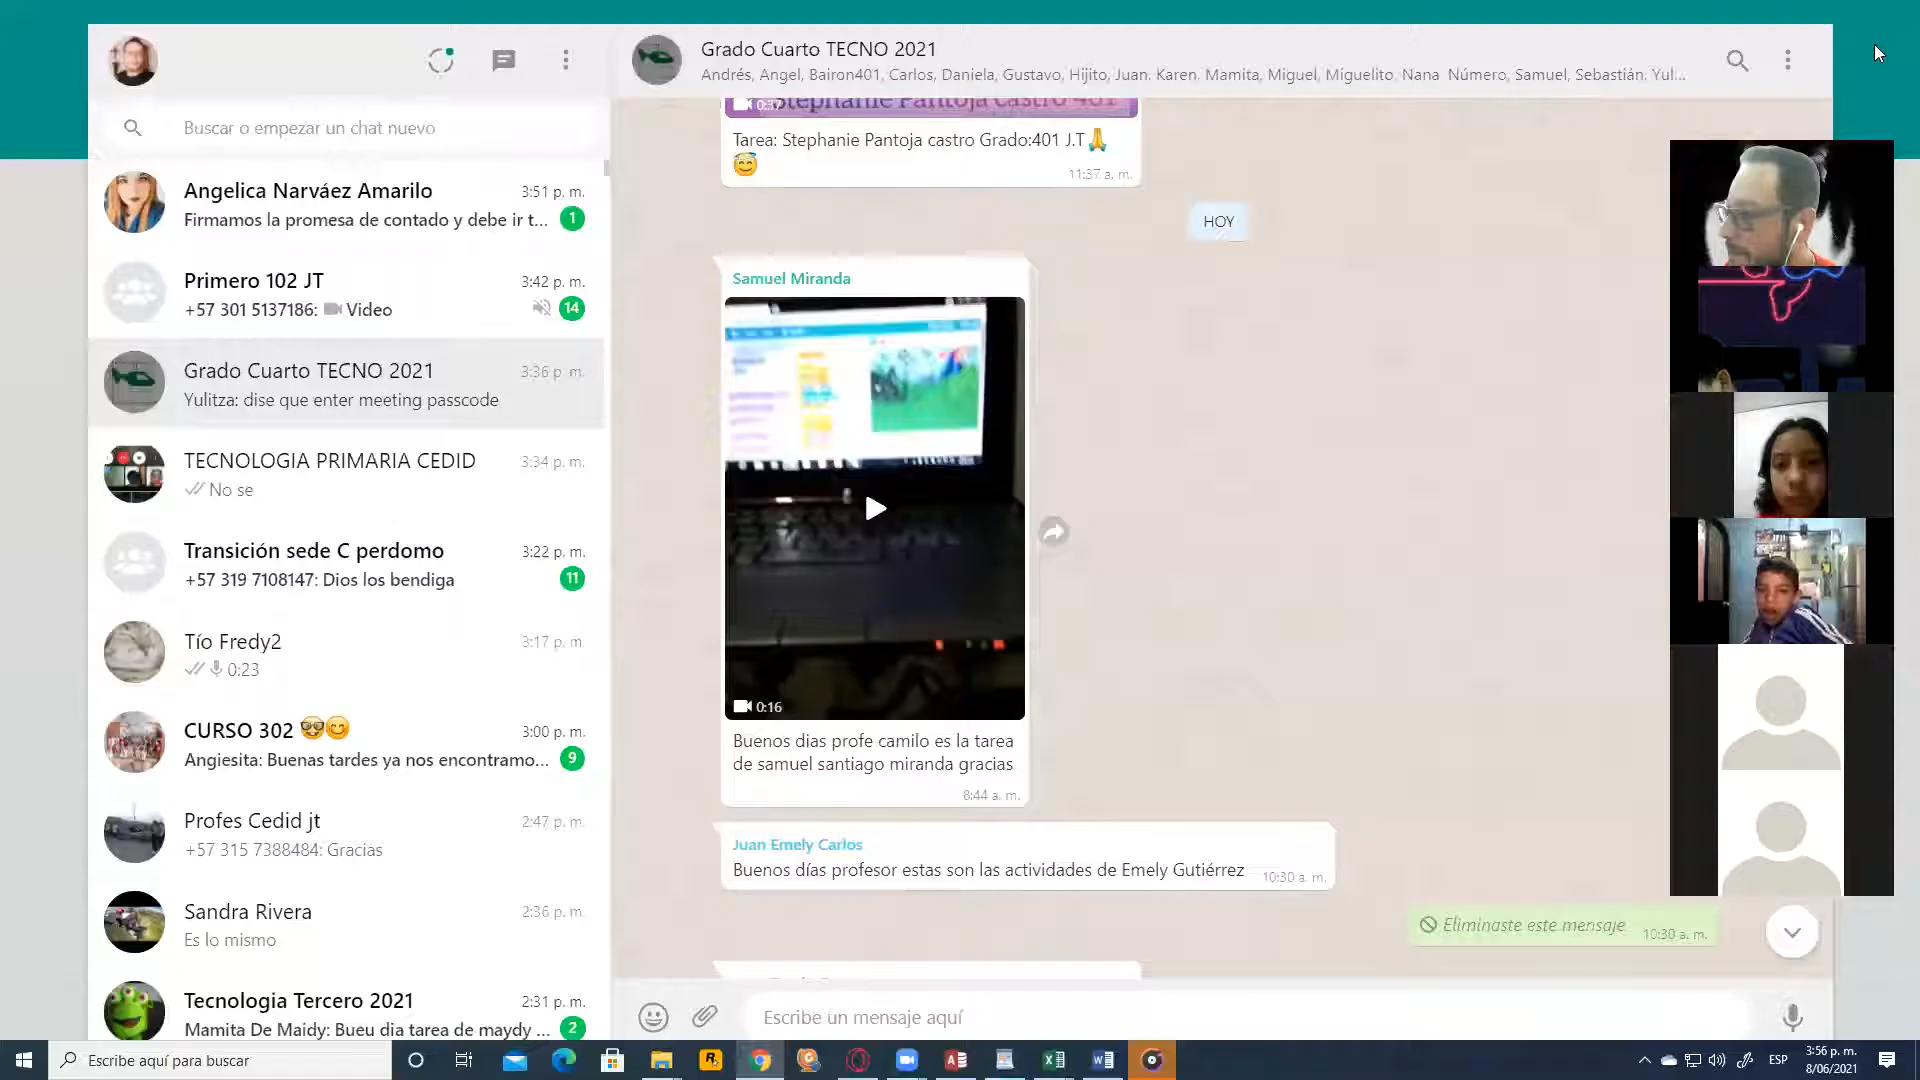 Buscar o empezar un chat nuevo
Angelica Narváez Amarilo
3:51 p. m.
Firmamos la promesa de contado y debe ir t...
1
Primero 102 JT
3:42 p. m.
+57 301 5137186: Video
14
Grado Cuarto TECNO 2021
3:36 p. m.
Yulitza: dise que enter meeting passcode
TECNOLOGIA PRIMARIA CEDID
3:34 p. m.
No se
Transición sede C perdomo
3:22 p. m.
+57 319 7108147: Dios los bendiga
11
Tío Fredy2
3:17 p. m.
0:23
CURSO 302 🤓😊
3:00 p. m.
Angiesita: Buenas tardes ya nos encontramo...
9
Profes Cedid jt
2:47 p. m.
+57 315 7388484: Gracias
Sandra Rivera
2:36 p. m.
Es lo mismo
Tecnologia Tercero 2021
2:31 p. m.
Mamita De Maidy: Bueu dia tarea de maydy ...
2
Grado Cuarto TECNO 2021
Andrés, Angel, Bairon401, Carlos, Daniela, Gustavo, Hijito, Juan. Karen. Mamita, Miguel, Miguelito, Nana Número, Samuel, Sebastián. Yul...
Stephanie Pantoja castro 401
0:37
Tarea: Stephanie Pantoja castro Grado:401 J.T🙏
😇
11:37 a. m.
HOY
Samuel Miranda
0:16
Buenos dias profe camilo es la tarea
de samuel santiago miranda gracias
8:44 a. m.
Juan Emely Carlos
Buenos días profesor estas son las actividades de Emely Gutiérrez
10:30 a. m.
Eliminaste este mensaje
10:30 a. m.
Escribe un mensaje aquí
Escribe aquí para buscar
ESP
3:56 p. m.
8/06/2021